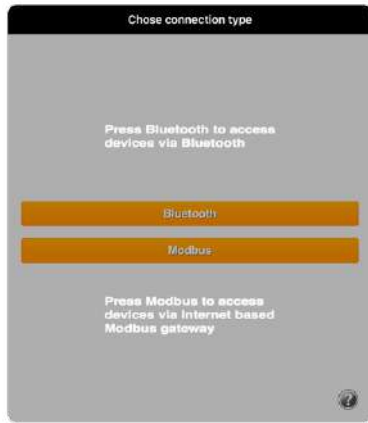 Chose connection type
Press Bluetooth to access
devices via Bluetooth
Bluetooth
Modbus
Press Modbus to access
devices via Internet based
Modbus gateway
?